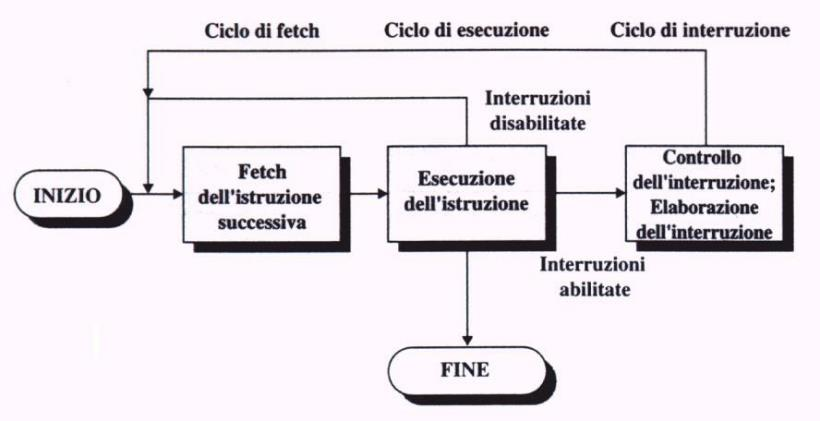 Ciclo di fetch
Ciclo di esecuzione
Ciclo di interruzione
Interruzioni
disabilitate
INIZIO
Fetch
dell'istruzione
successiva
Esecuzione
dell'istruzione
Controllo
dell'interruzione;
Elaborazione
dell'interruzione
Interruzioni
abilitate
FINE